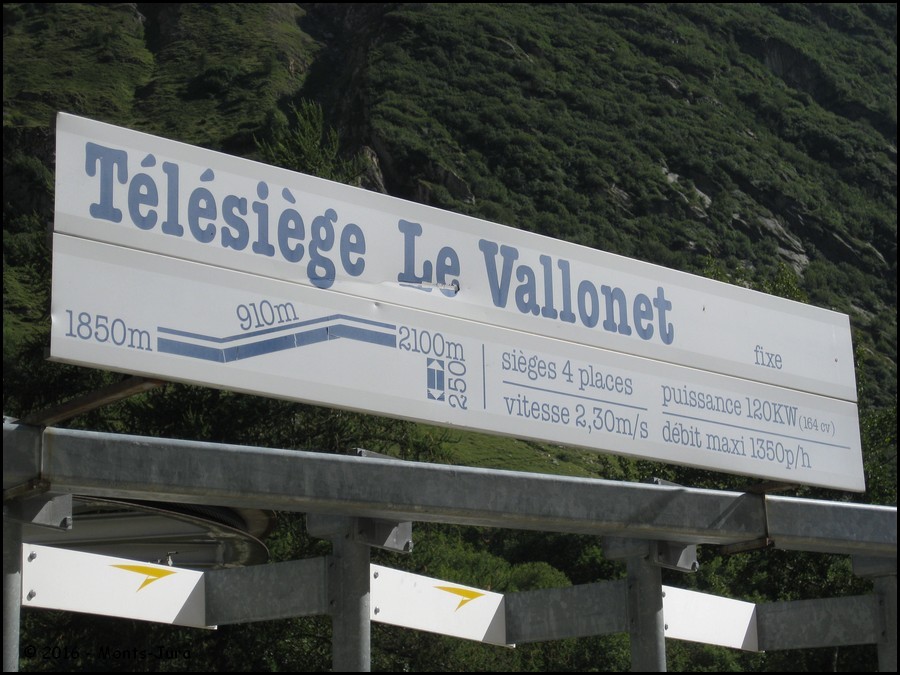 Télésiège Le Vallonet
fixe
1850m
910m
2100m
250m
sièges 4 places
vitesse 2,30m/s
puissance 120KW (164 cv)
débit maxi 1350p/h
© 2016 - Monts-Jura